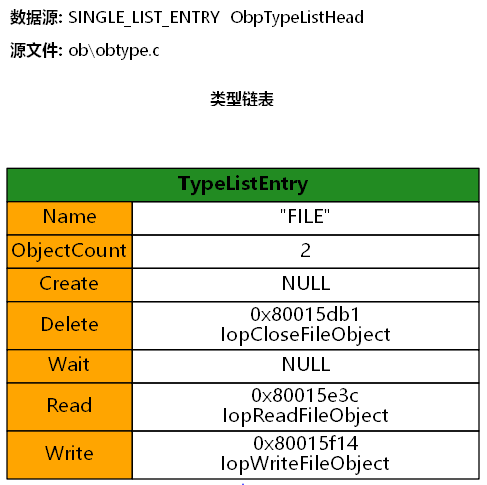 数据源: SINGLE_LIST_ENTRY ObpTypeListHead
源文件: ob\obtype.c
类型链表
TypeListEntry
Name "FILE"
ObjectCount 2
Create NULL
Delete 0x80015db1
IopCloseFileObject
Wait NULL
Read 0x80015e3c
IopReadFileObject
Write 0x80015f14
IopWriteFileObject